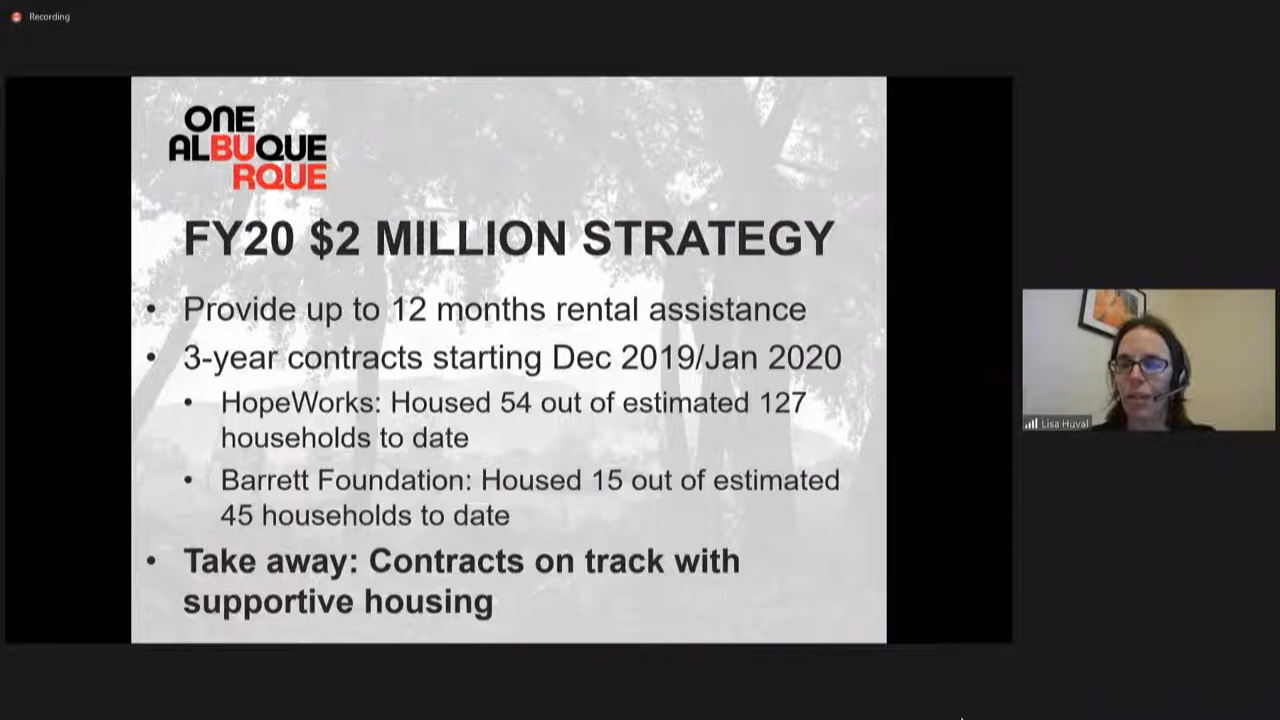 Recording
ONE
ALBUQUE
RQUE
FY20 $2 MILLION STRATEGY
• Provide up to 12 months rental assistance
• 3-year contracts starting Dec 2019/Jan 2020
• HopeWorks: Housed 54 out of estimated 127
households to date
• Barrett Foundation: Housed 15 out of estimated
45 households to date
• Take away: Contracts on track with
supportive housing
Lisa Huval